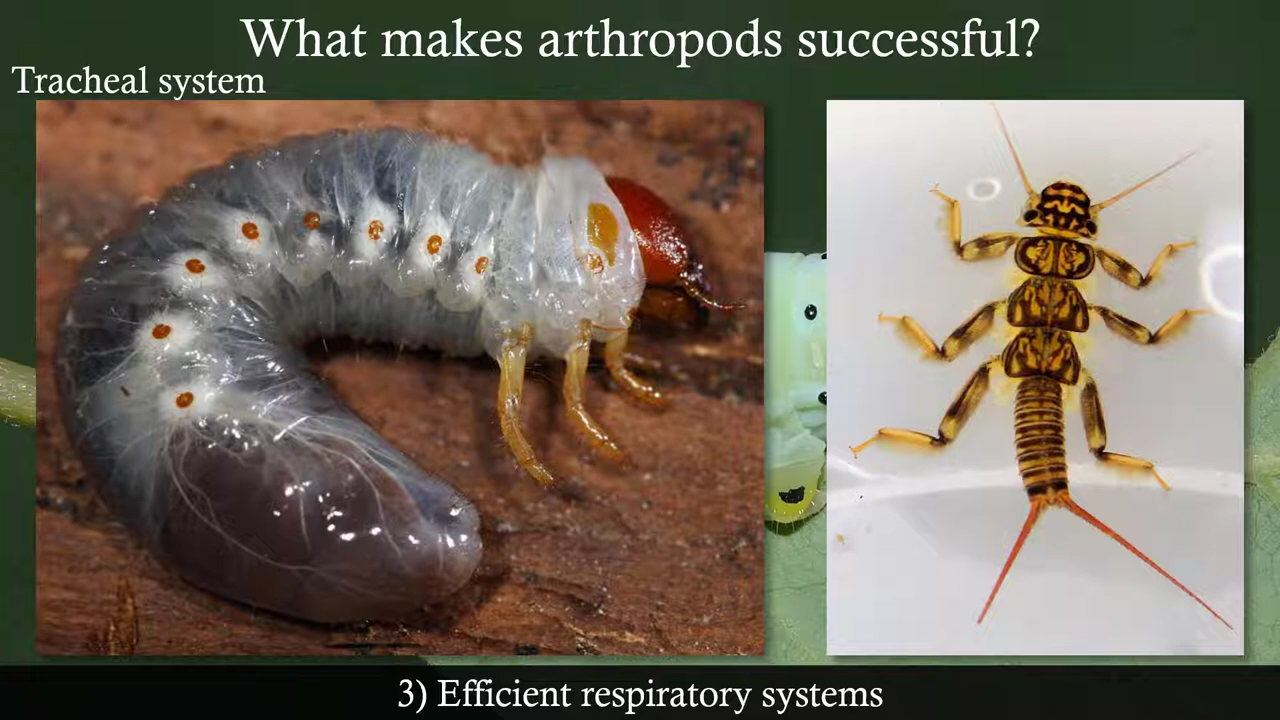 What makes arthropods successful?
Tracheal system
3) Efficient respiratory systems